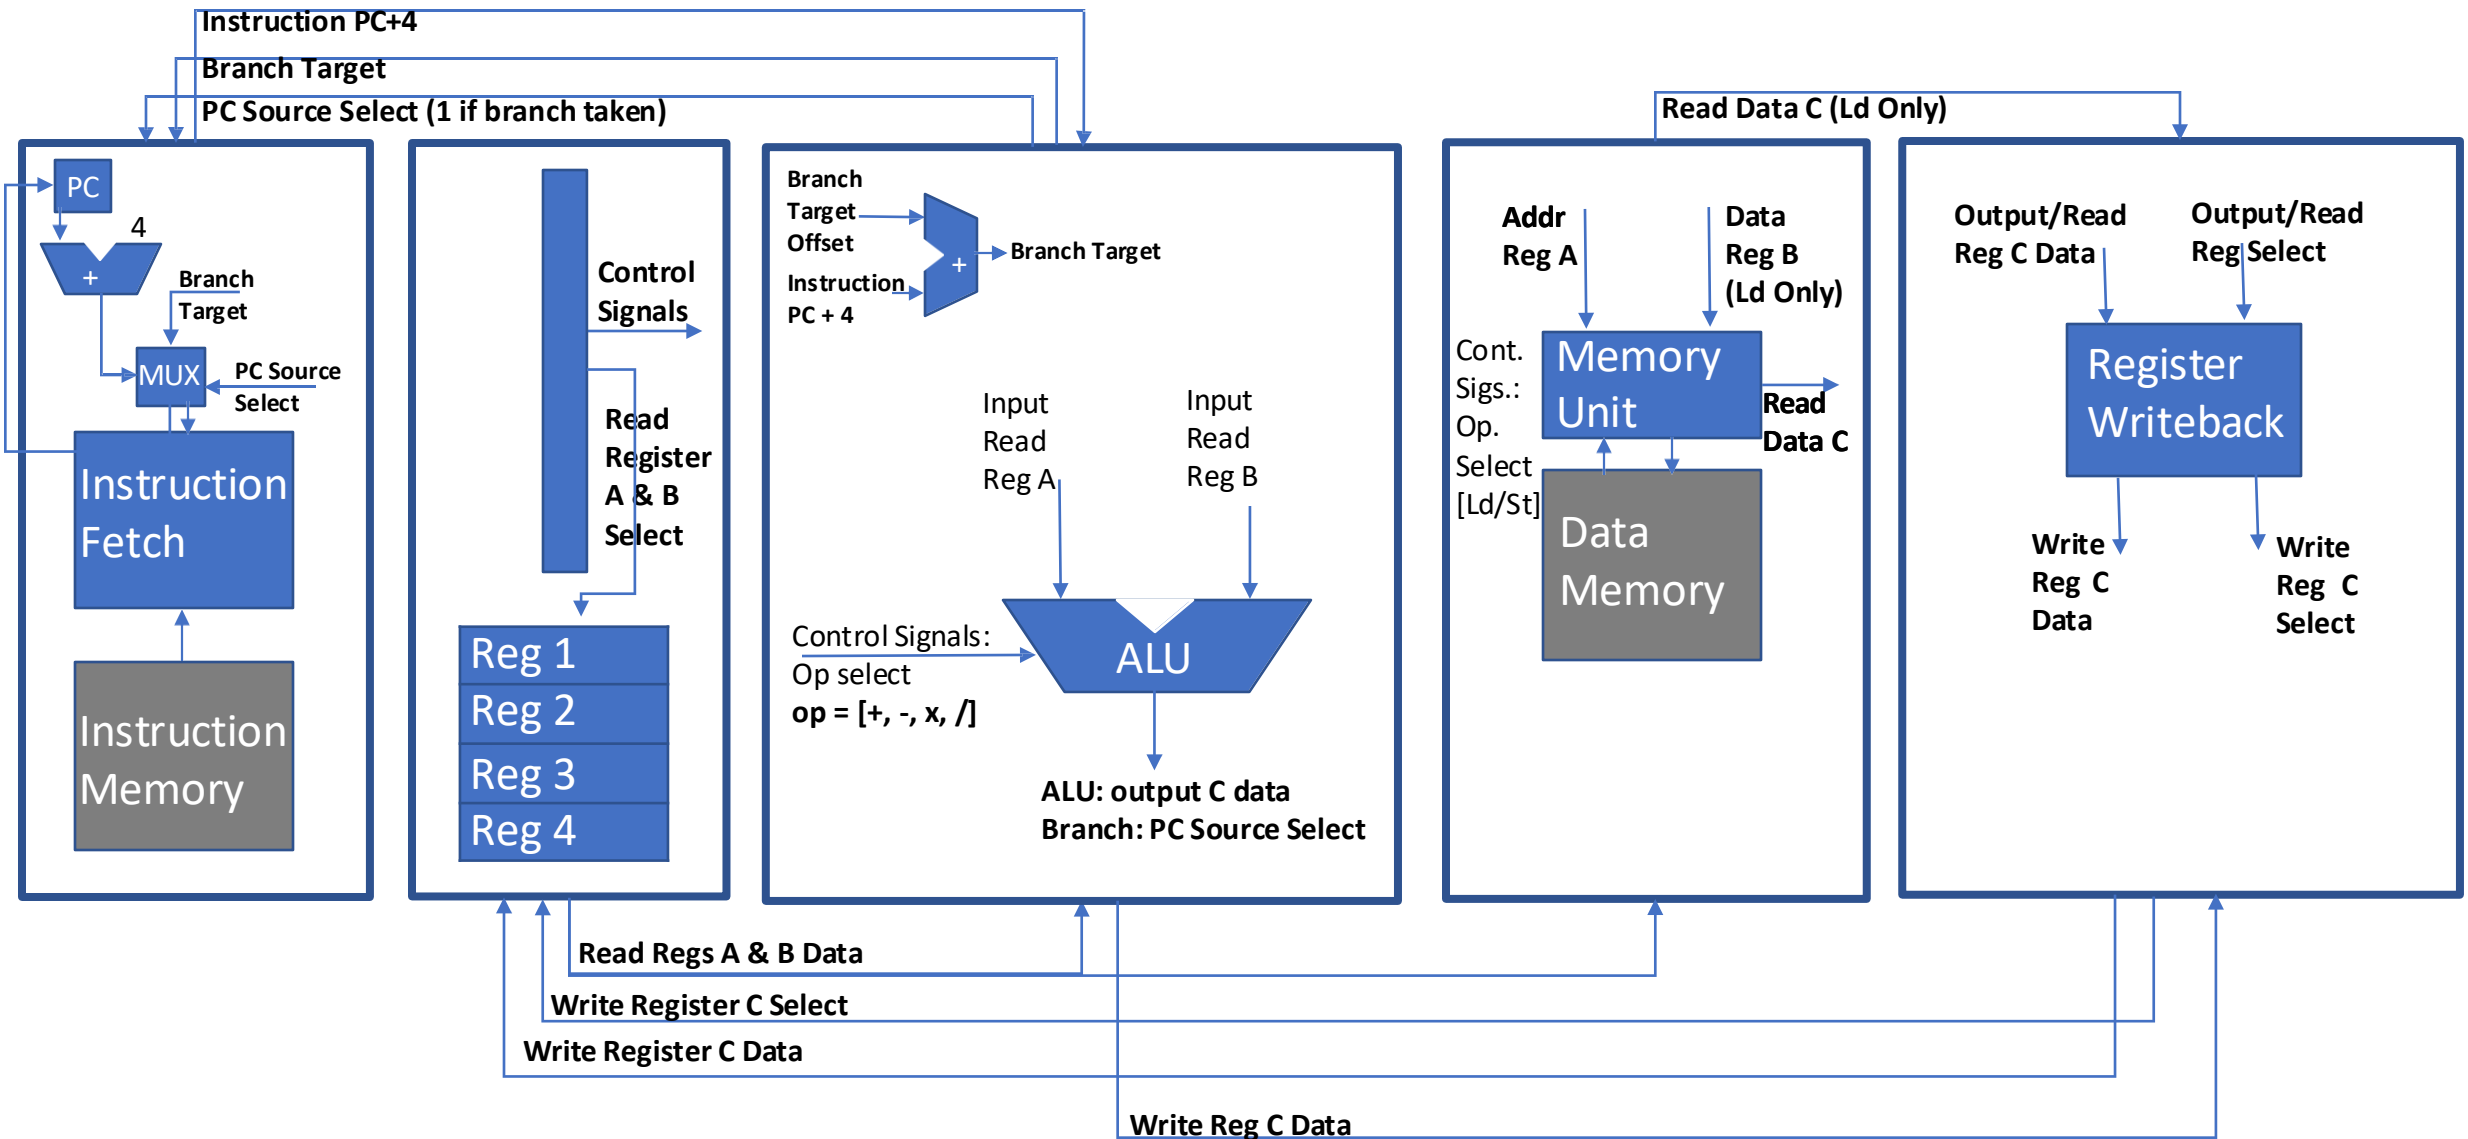 Instruction PC+4
Branch Target
PC Source Select (1 if branch taken)
Read Data C (Ld Only)
PC
4
+
Branch
Target
MUX
PC Source
Select
Instruction
Fetch
Instruction
Memory
Control
Signals
Read
Register
A & B
Select
Reg 1
Reg 2
Reg 3
Reg 4
Branch
Target
Offset
Instruction
PC + 4
+
Branch Target
Input
Read
Reg A
Input
Read
Reg B
Control Signals:
Op select
op = [+, -, x, /]
ALU
ALU: output C data
Branch: PC Source Select
Addr
Reg A
Data
Reg B
(Ld Only)
Cont.
Sigs.:
Op.
Select
[Ld/St]
Memory
Unit
Read
Data C
Data
Memory
Output/Read
Reg C Data
Output/Read
Reg Select
Register
Writeback
Write
Reg C
Data
Write
Reg C
Select
Read Regs A & B Data
Write Register C Select
Write Register C Data
Write Reg C Data